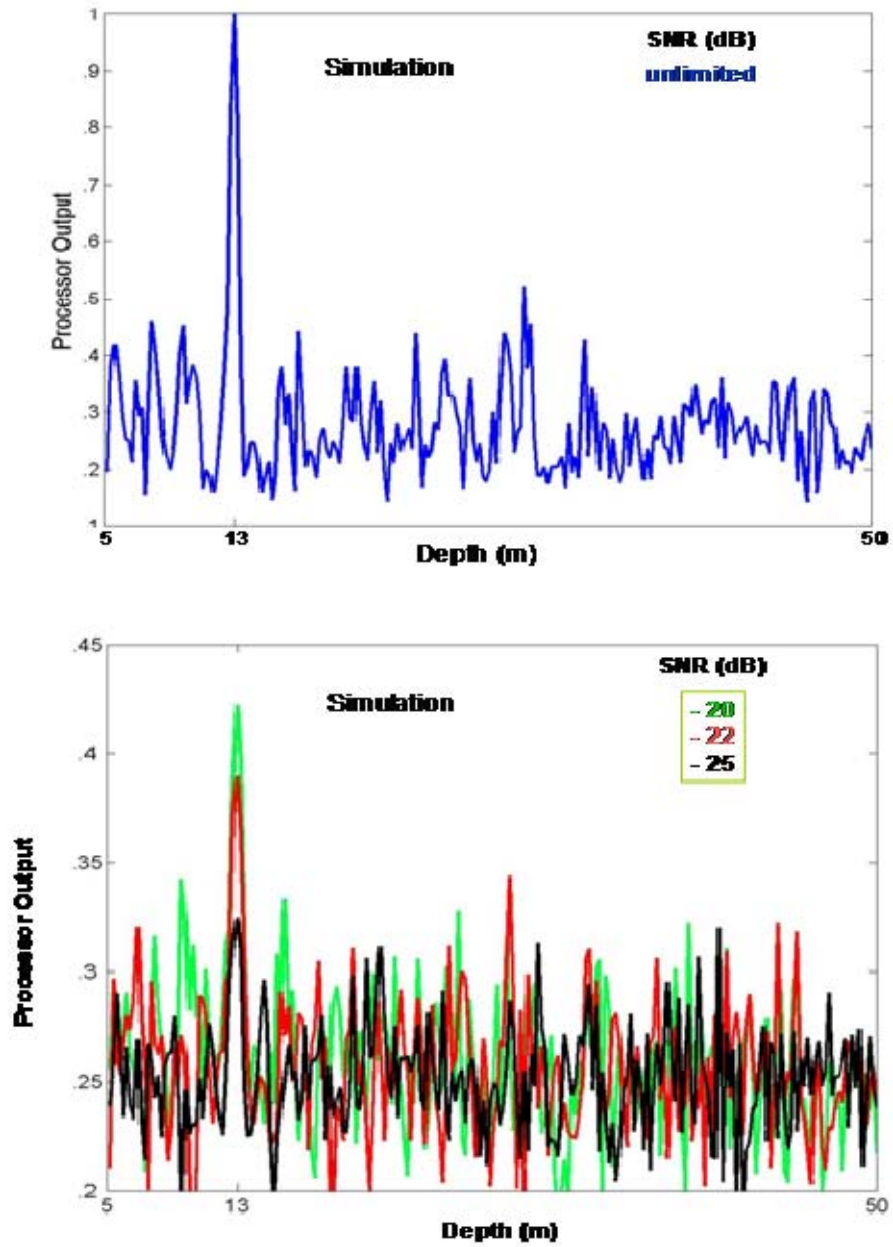 1
.9
.8
.7
.6
.5
.4
.3
.2
.1
Processor Output
Simulation
SNR (dB)
unlimited
5
13
50
Depth (m)
.45
.4
.35
.3
.25
.2
Processor Output
Simulation
SNR (dB)
- 20
- 22
- 25
5
13
50
Depth (m)